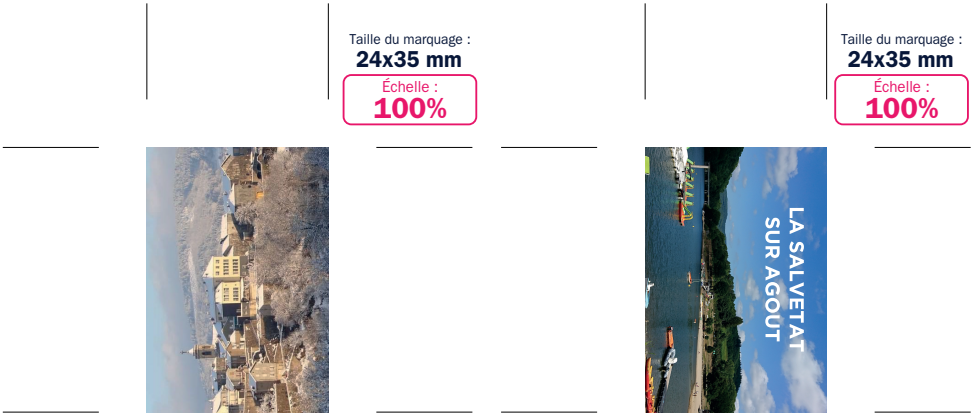 Taille du marquage :
24x35 mm
Échelle :
100%
Taille du marquage :
24x35 mm
Échelle :
100%
LA SALVETAT
SUR AGOUT